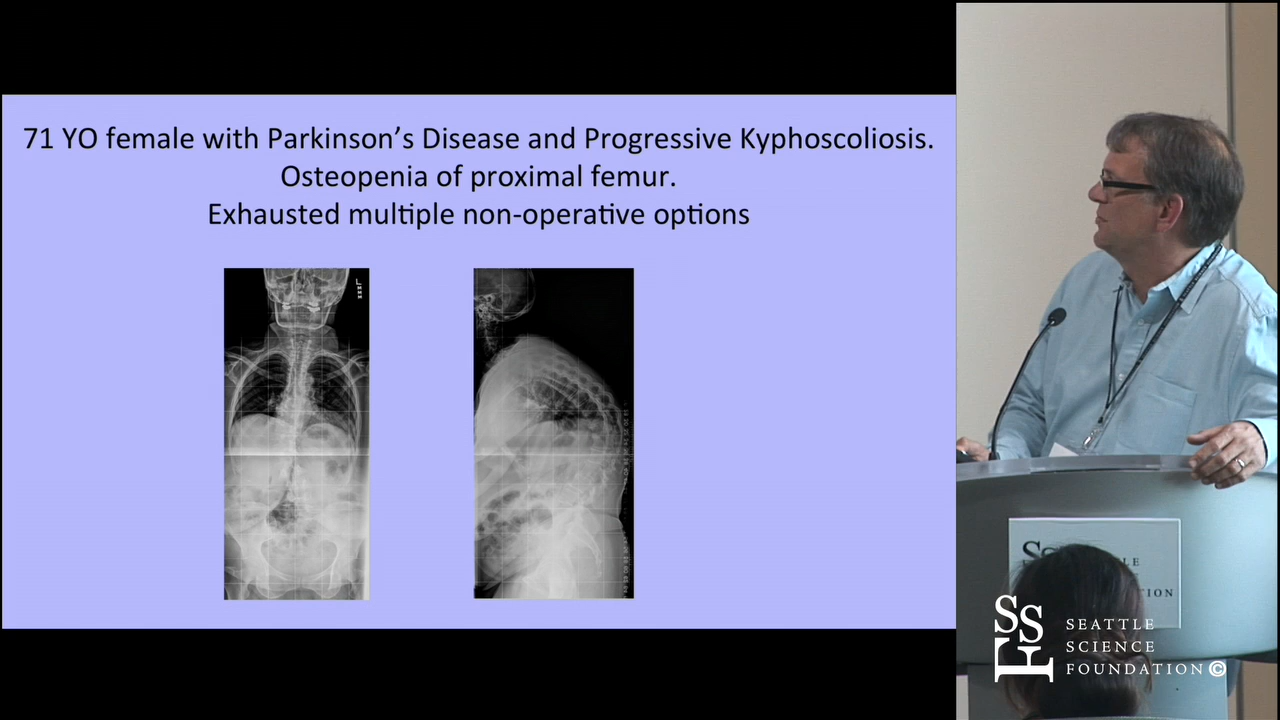 71 YO female with Parkinson's Disease and Progressive Kyphoscoliosis.
Osteopenia of proximal femur.
Exhausted multiple non-operative options
SEATTLE
SCIENCE
FOUNDATION©